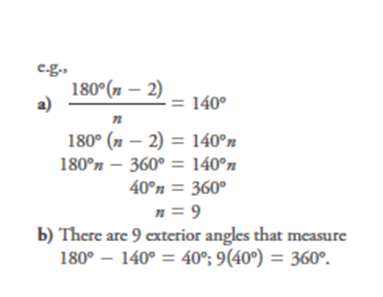 e.g.,
a) 180°(n − 2)/n = 140°
180° (n − 2) = 140°n
180°n − 360° = 140°n
40°n = 360°
n = 9
b) There are 9 exterior angles that measure
180° − 140° = 40°; 9(40°) = 360°.